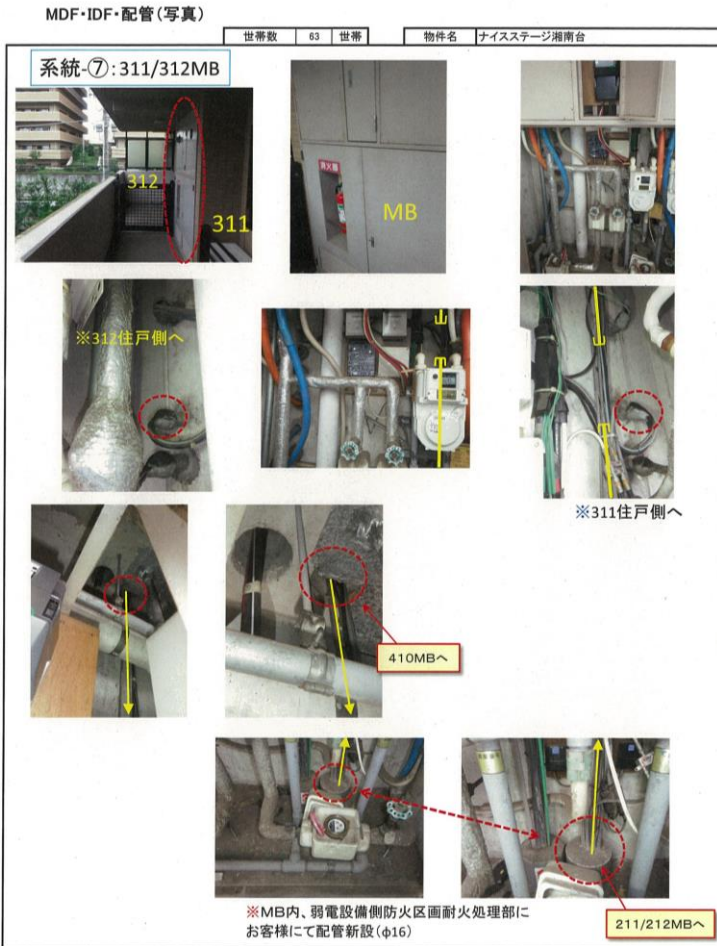 MDF・IDF・配管(写真)
世帯数 63 世帯 物件名 ナイスステージ湘南台
系統-⑦:311/312MB
312
311
消火器
MB
※312住戸側へ
※311住戸側へ
410MBへ
※MB内、弱電設備側防火区画耐火処理部に
お客様にて配管新設(φ16)
211/212MBへ